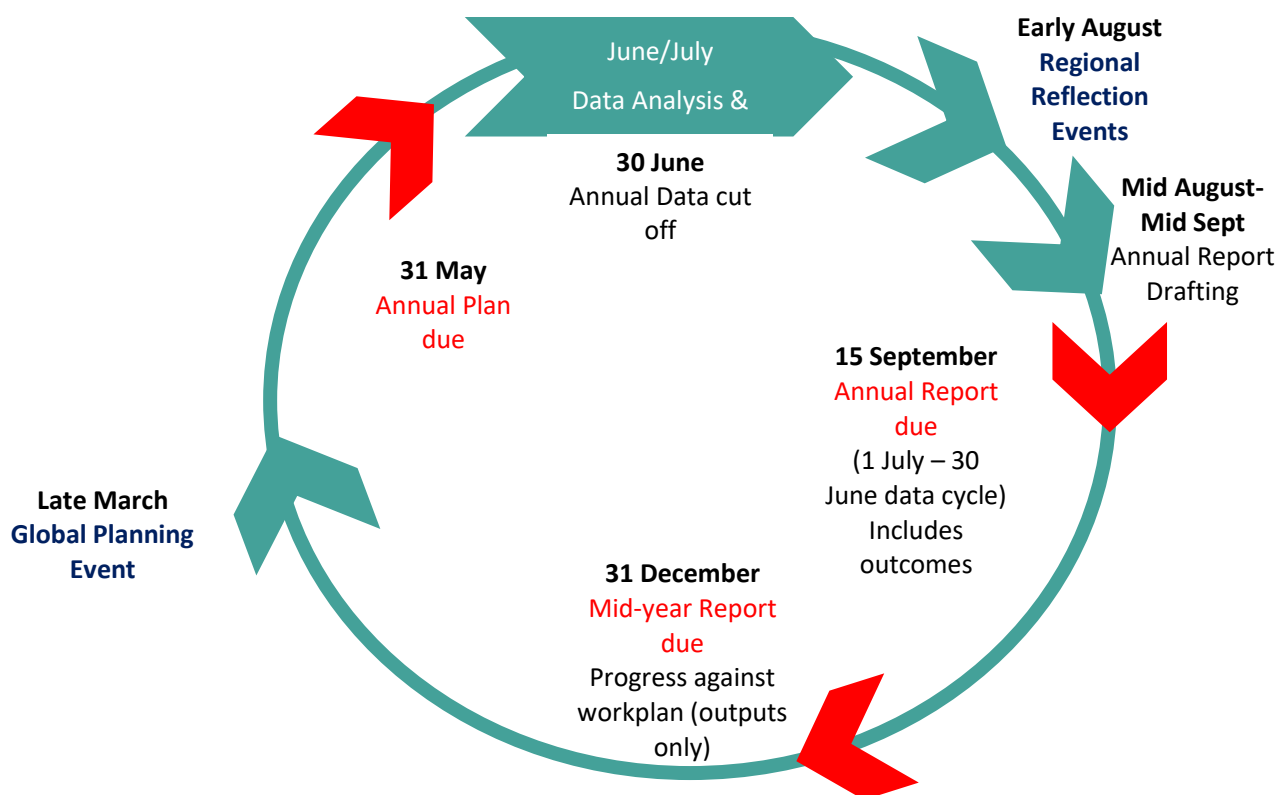 June/July
Data Analysis &
30 June
Annual Data cut
off
Early August
Regional
Reflection
Events
Mid August-
Mid Sept
Annual Report
Drafting
15 September
Annual Report
due
(1 July – 30
June data cycle)
Includes
outcomes
31 December
Mid-year Report
due
Progress against
workplan (outputs
only)
Late March
Global Planning
Event
31 May
Annual Plan
due